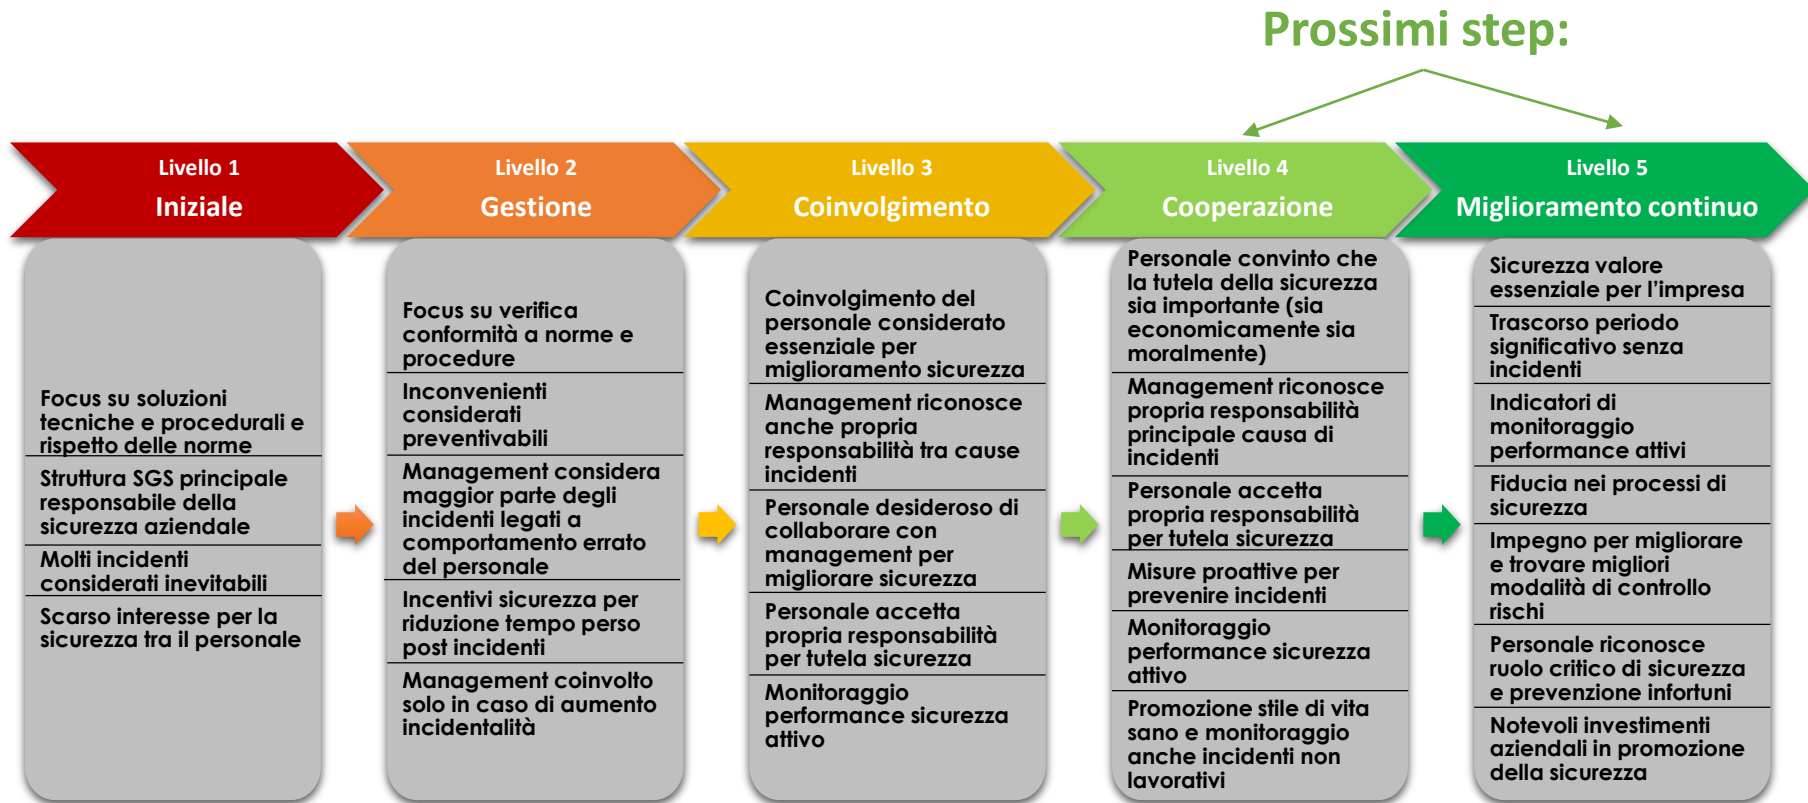 Prossimi step:
Livello 1
Iniziale
Livello 2
Gestione
Livello 3
Coinvolgimento
Livello 4
Cooperazione
Livello 5
Miglioramento continuo
Focus su soluzioni
tecniche e procedurali e
rispetto delle norme
Struttura SGS principale
responsabile della
sicurezza aziendale
Molti incidenti
considerati inevitabili
Scarso interesse per la
sicurezza tra il personale
Focus su verifica
conformità a norme e
procedure
Inconvenienti
considerati
preventivabili
Management considera
maggior parte degli
incidenti legati a
comportamento errato
del personale
Incentivi sicurezza per
riduzione tempo perso
post incidenti
Management coinvolto
solo in caso di aumento
incidentalità
Coinvolgimento del
personale considerato
essenziale per
miglioramento sicurezza
Management riconosce
anche propria
responsabilità tra cause
incidenti
Personale desideroso di
collaborare con
management per
migliorare sicurezza
Personale accetta
propria responsabilità
per tutela sicurezza
Monitoraggio
performance sicurezza
attivo
Personale convinto che
la tutela della sicurezza
sia importante (sia
economicamente sia
moralmente)
Management riconosce
propria responsabilità
principale causa di
incidenti
Personale accetta
propria responsabilità
per tutela sicurezza
Misure proattive per
prevenire incidenti
Monitoraggio
performance sicurezza
attivo
Promozione stile di vita
sano e monitoraggio
anche incidenti non
lavorativi
Sicurezza valore
essenziale per l’impresa
Trascorso periodo
significativo senza
incidenti
Indicatori di
monitoraggio
performance attivi
Fiducia nei processi di
sicurezza
Impegno per migliorare
e trovare migliori
modalità di controllo
rischi
Personale riconosce
ruolo critico di sicurezza
e prevenzione infortuni
Notevoli investimenti
aziendali in promozione
della sicurezza